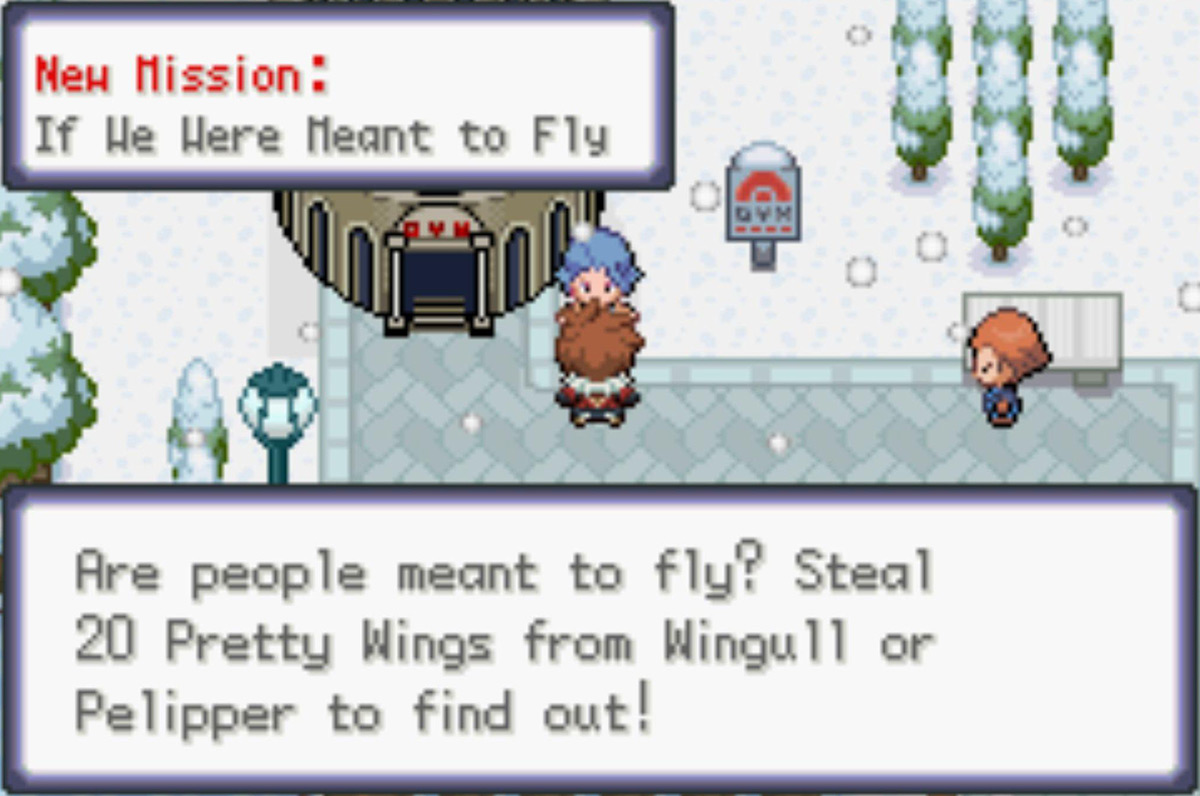 New Mission:
If We Were Meant to Fly
GYM
GYM
Are people meant to fly? Steal
20 Pretty Wings from Wingull or
Pelipper to find out!